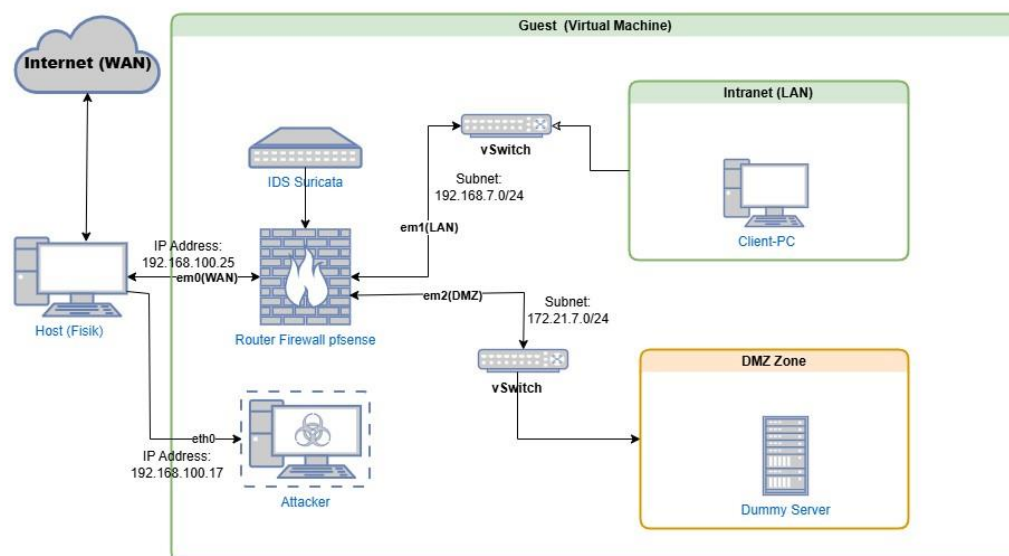 Guest (Virtual Machine)
Internet (WAN)
Intranet (LAN)
vSwitch
IDS Suricata
Subnet:
192.168.7.0/24
em1(LAN)
Client-PC
IP Address:
192.168.100.25
em0(WAN)
em2(DMZ)
Subnet:
172.21.7.0/24
Host (Fisik)
Router Firewall pfsense
vSwitch
DMZ Zone
eth0
IP Address:
192.168.100.17
Attacker
Dummy Server